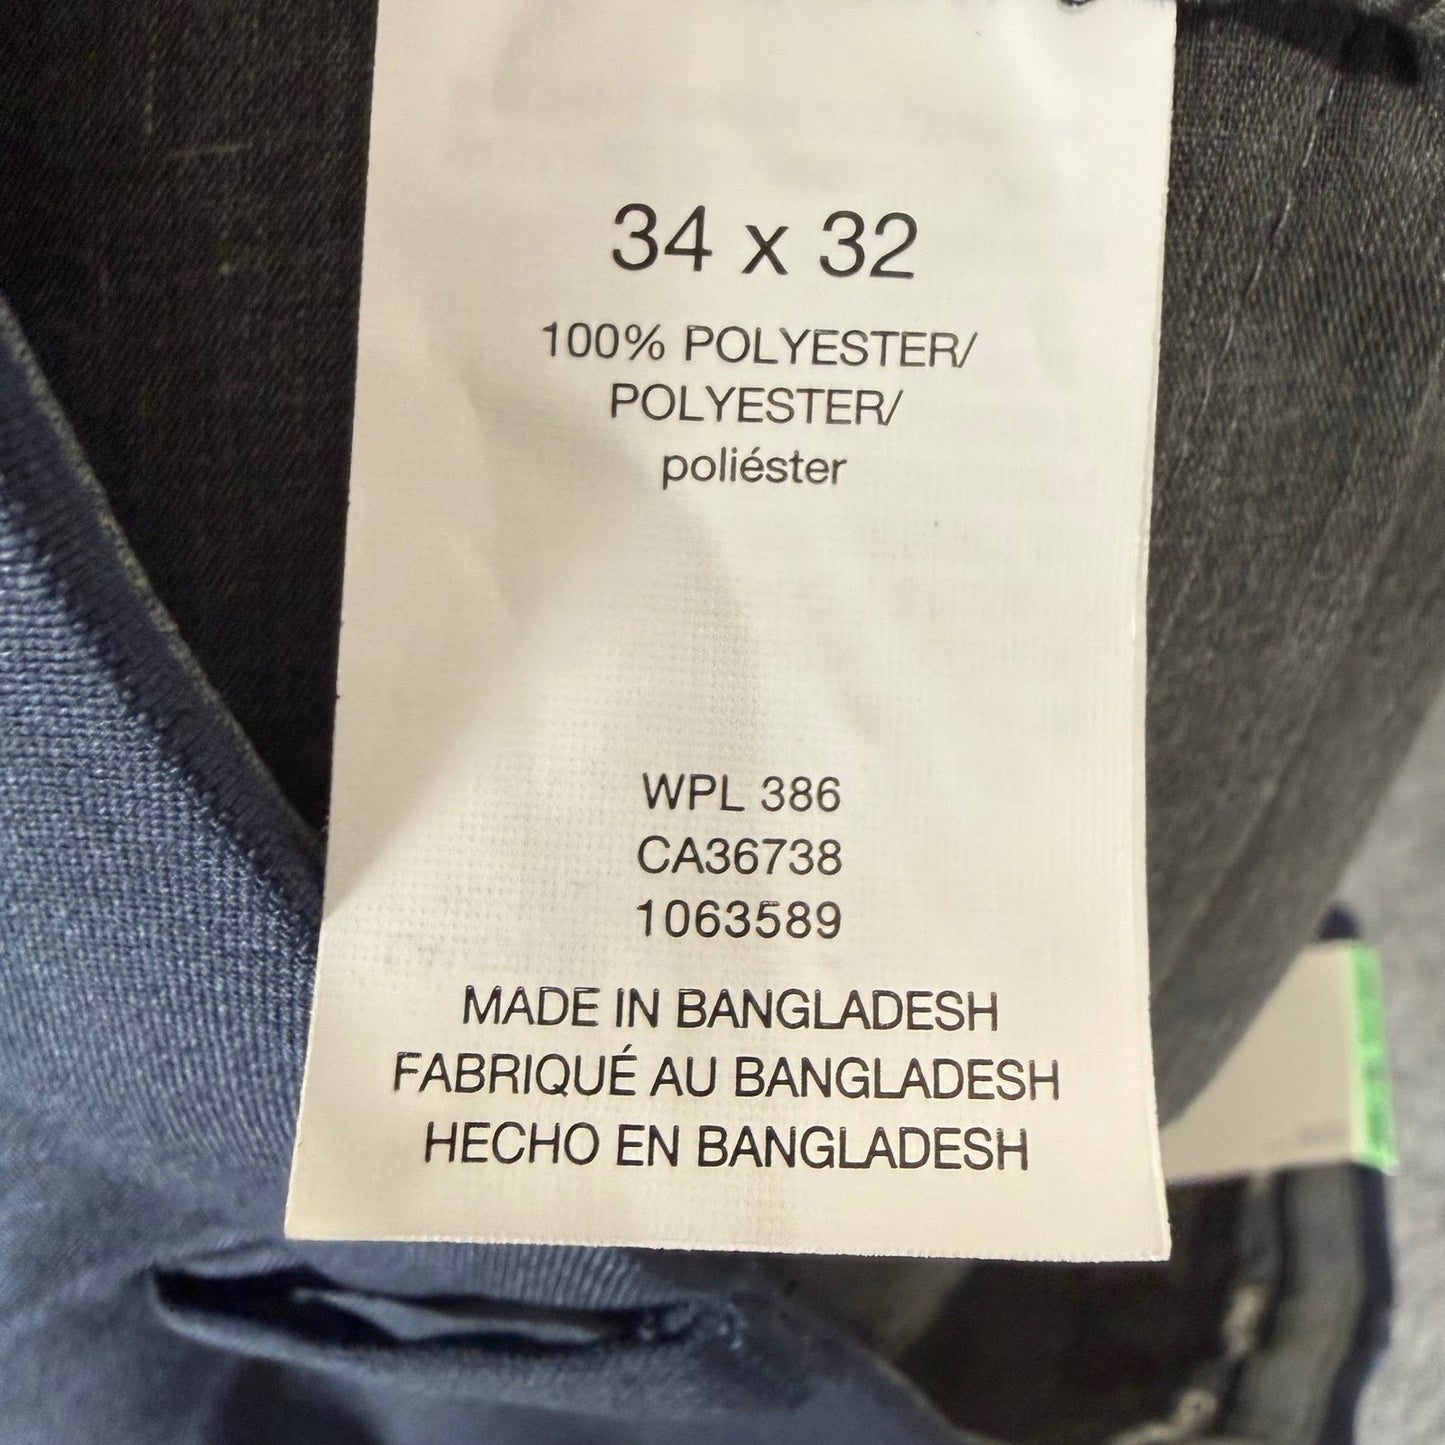 34 x 32
100% POLYESTER/
POLYESTER/
poliéster
WPL 386
CA36738
1063589
MADE IN BANGLADESH
FABRIQUÉ AU BANGLADESH
HECHO EN BANGLADESH